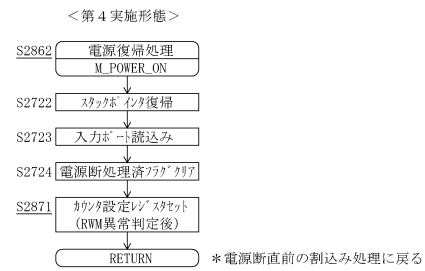 ＜第４実施形態＞
S2862 電源復帰処理
M_POWER_ON
S2722 ｽﾀｯｸﾎﾟｲﾝﾀ復帰
S2723 入力ﾎﾟｰﾄ読込み
S2724 電源断処理済ﾌﾗｸﾞｸﾘｱ
S2871 ｶｳﾝﾀ設定ﾚｼﾞｽﾀｾｯﾄ
(RWM異常判定後)
RETURN ＊電源断直前の割込み処理に戻る